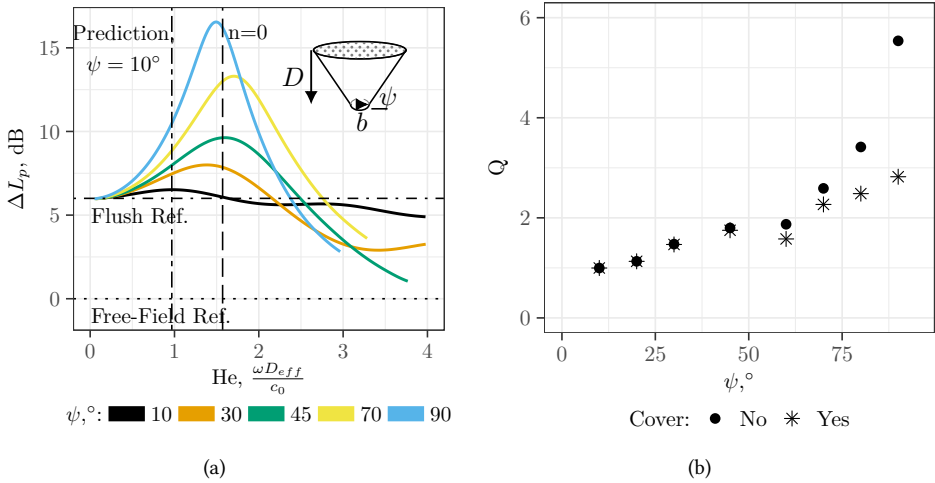 Prediction,
ψ = 10°
n=0
D
ψ
b
Flush Ref.
Free-Field Ref.
ΔL_p, dB
15
10
5
0
0 1 2 3 4
He, ωD_eff/c_0
ψ,°: 10 30 45 70 90
(a)
Q
6
4
2
0
0 25 50 75
ψ,°
Cover: No Yes
(b)